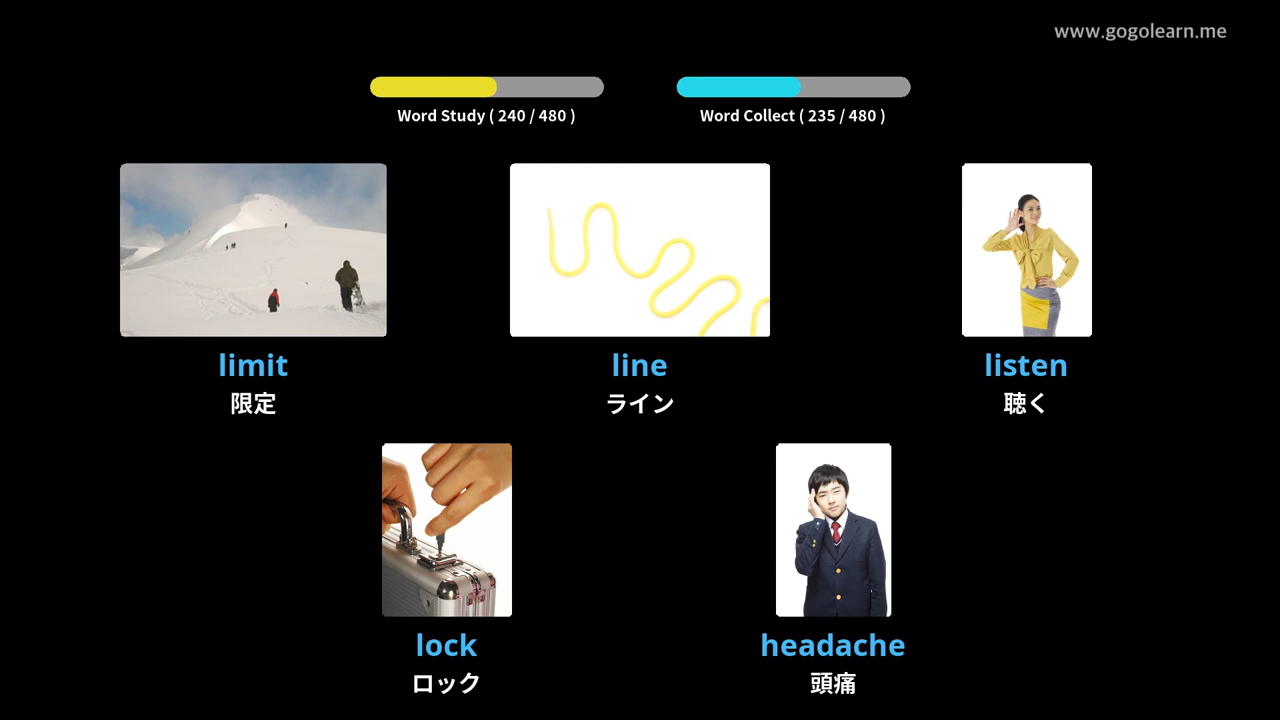 www.gogolearn.me
Word Study ( 240 / 480 )
Word Collect ( 235 / 480 )
limit
line
listen
限定
ライン
聴く
lock
headache
ロック
頭痛